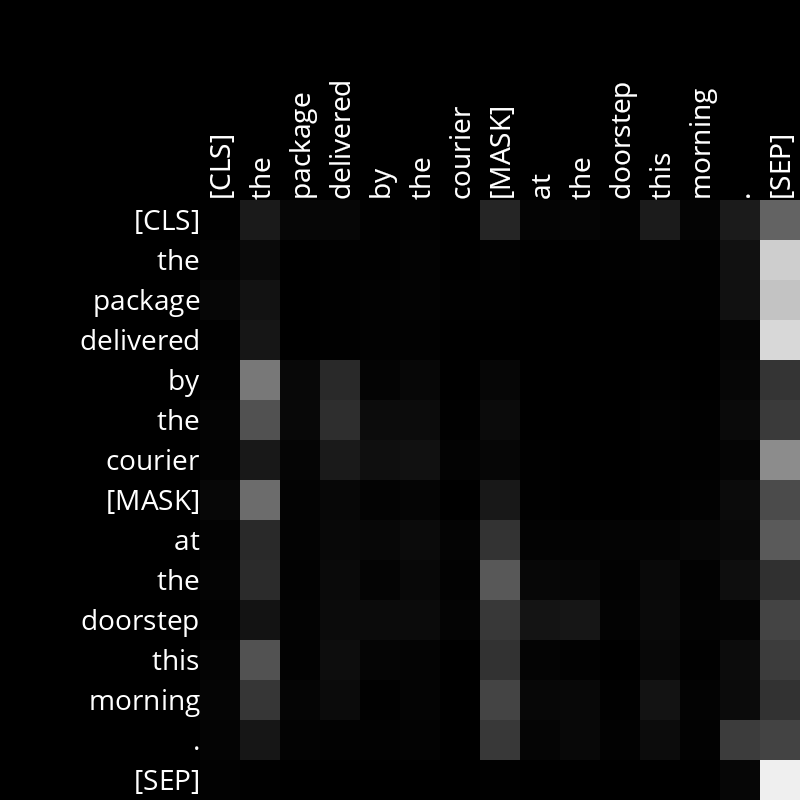 [CLS]
the
package
delivered
by
the
courier
[MASK]
at
the
doorstep
this
morning
.
[SEP]
[CLS]
the
package
delivered
by
the
courier
[MASK]
at
the
doorstep
this
morning
.
[SEP]